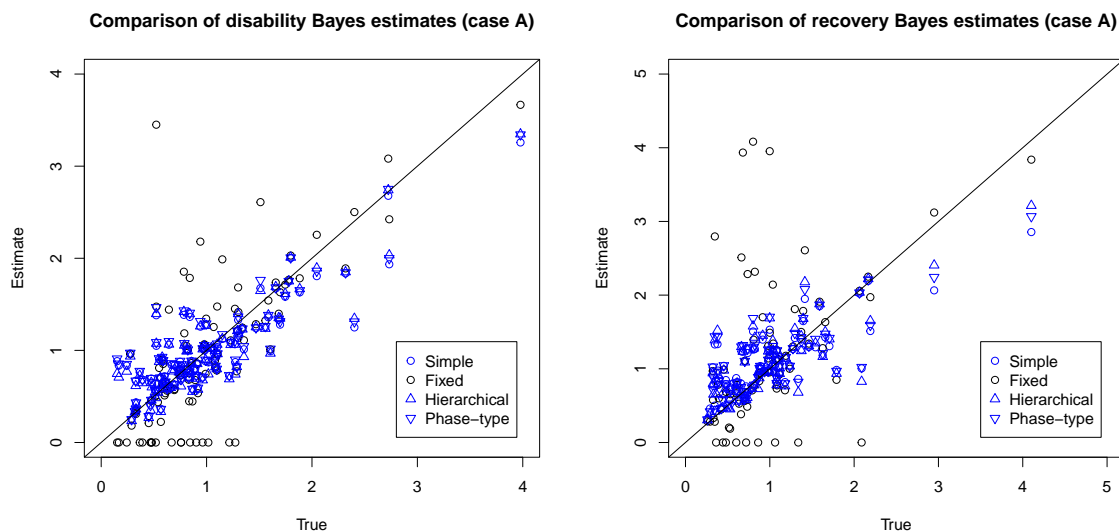 Comparison of disability Bayes estimates (case A)
Estimate
4
3
2
1
0
Simple
Fixed
Hierarchical
Phase−type
0 1 2 3 4
True
Comparison of recovery Bayes estimates (case A)
Estimate
5
4
3
2
1
0
Simple
Fixed
Hierarchical
Phase−type
0 1 2 3 4 5
True